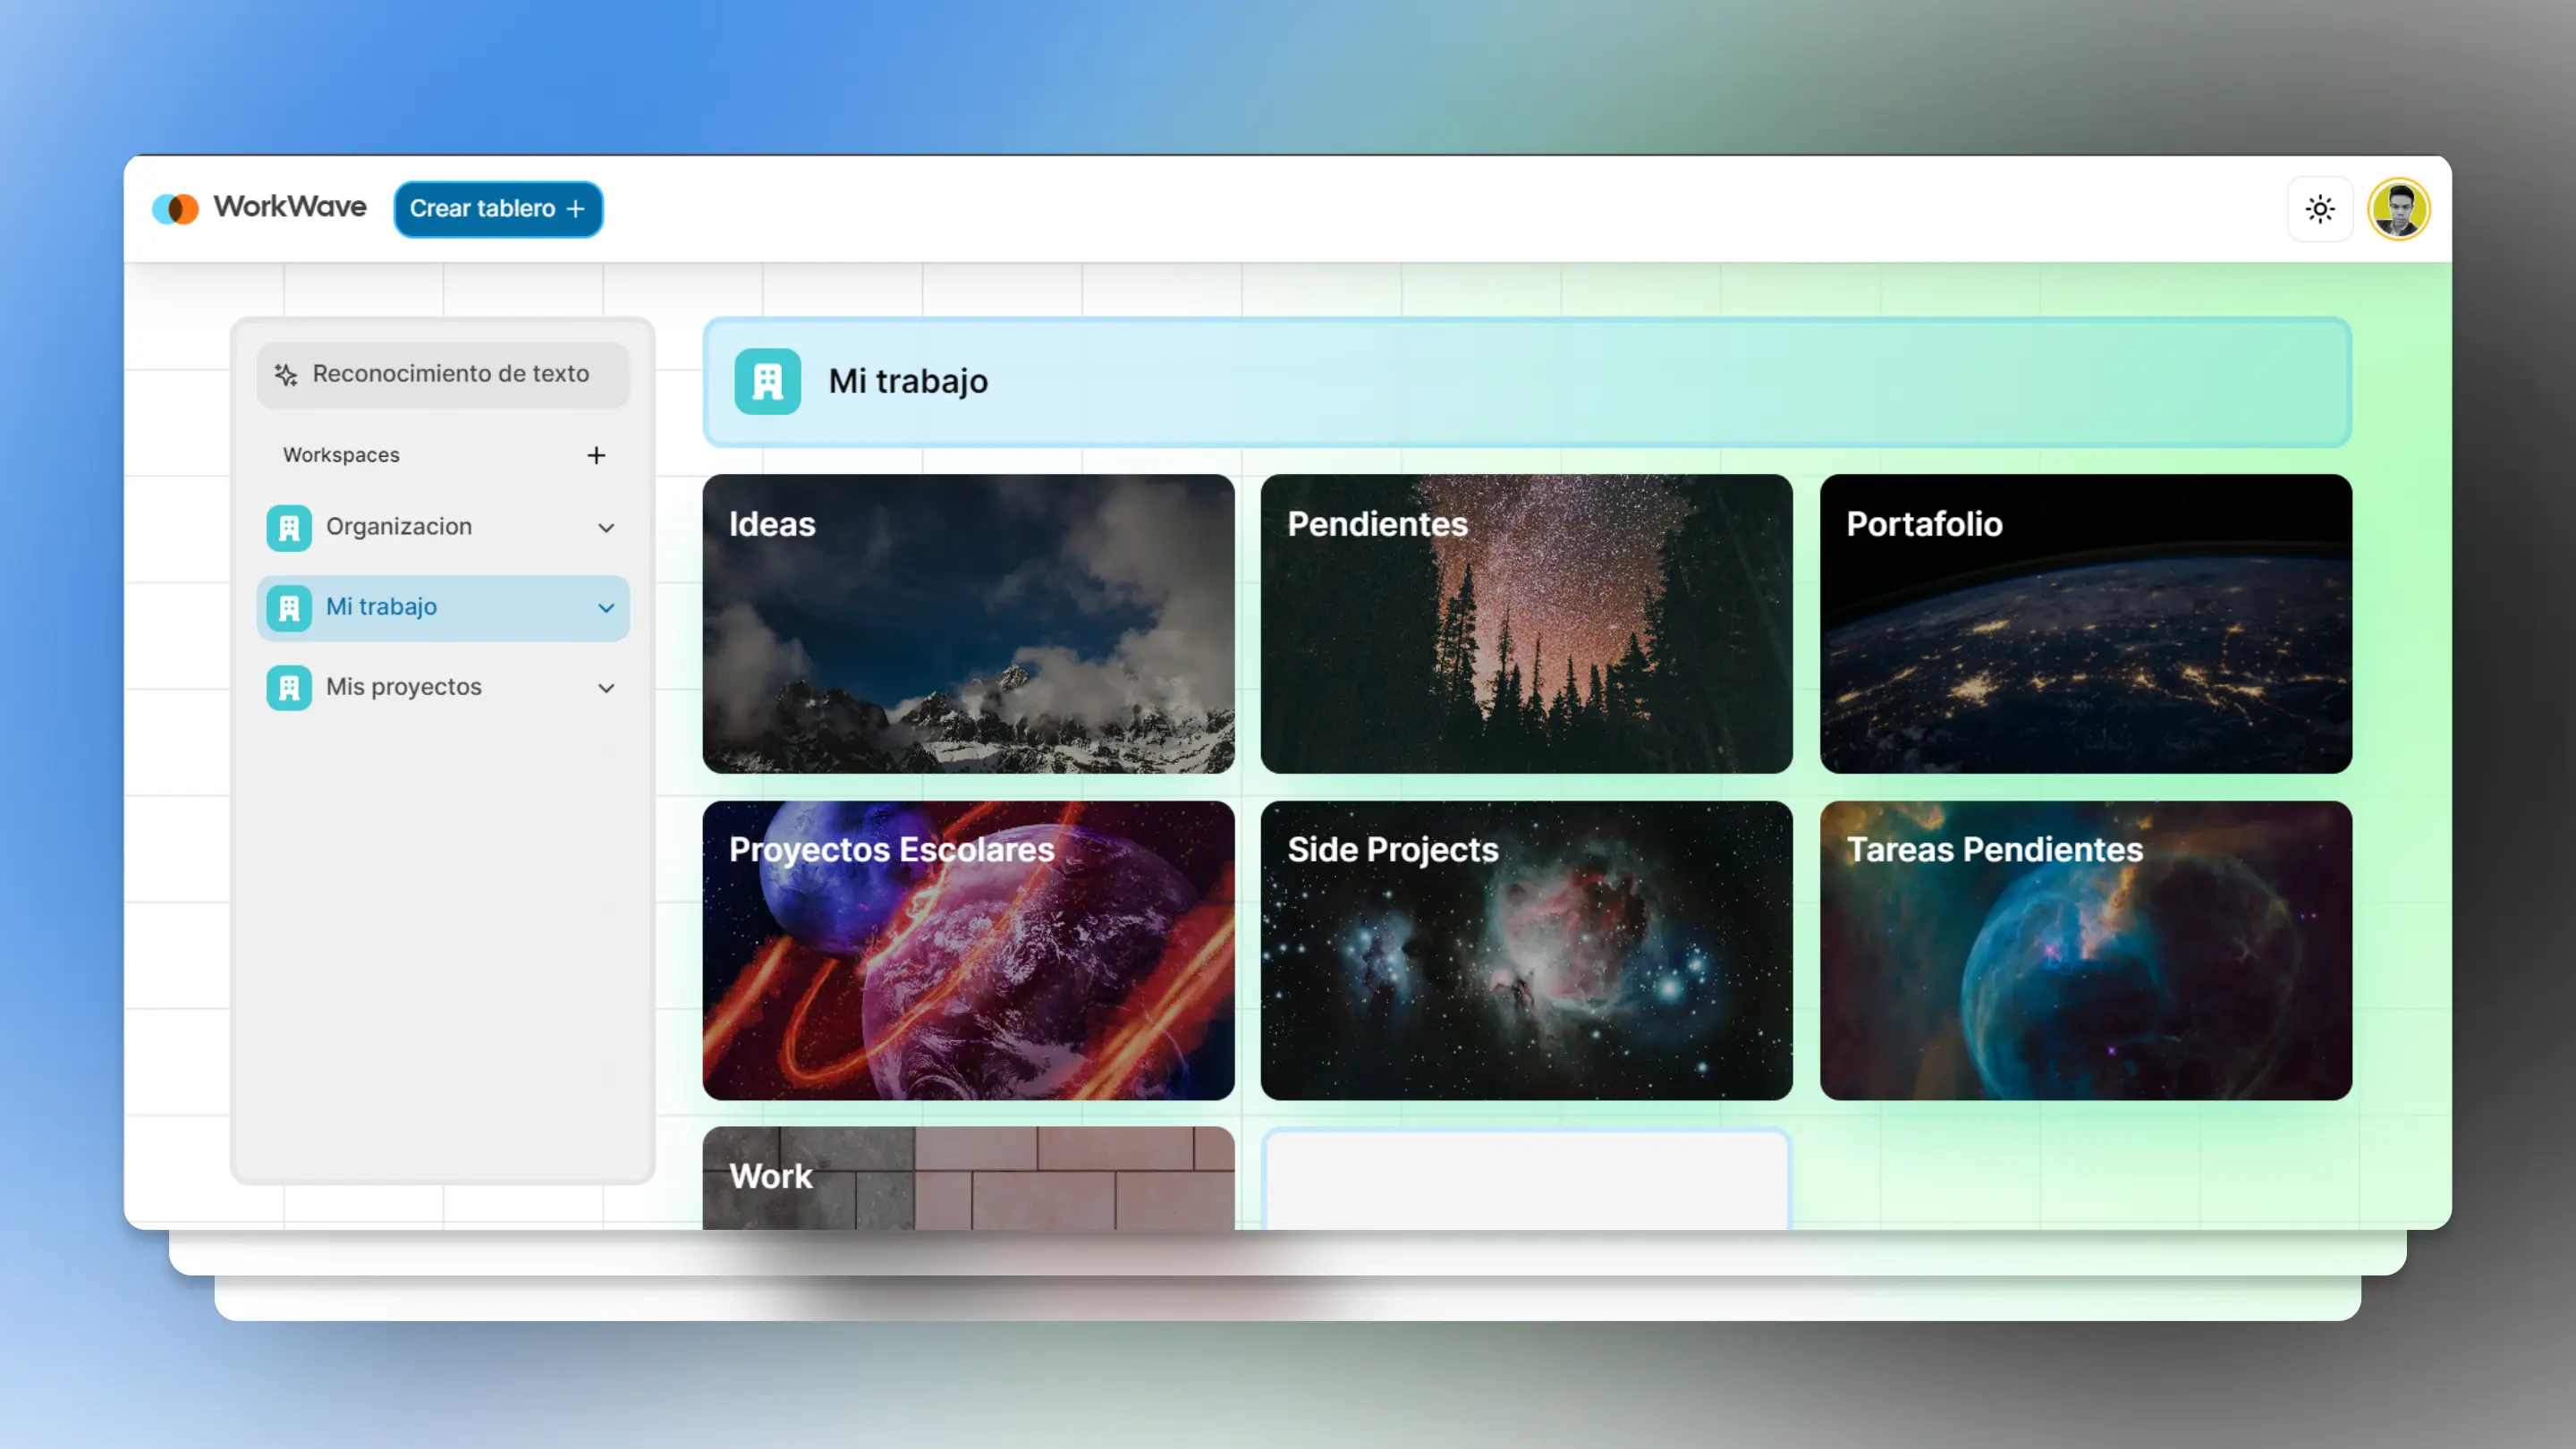 WorkWave
Crear tablero +
Reconocimiento de texto
Workspaces
Organizacion
Mi trabajo
Mis proyectos
Mi trabajo
Ideas
Pendientes
Portafolio
Proyectos Escolares
Side Projects
Tareas Pendientes
Work